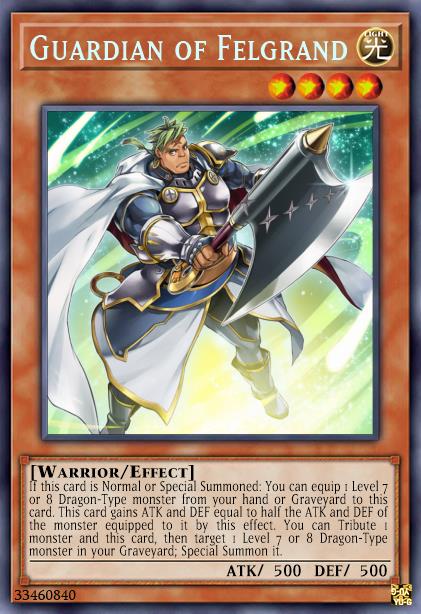 GUARDIAN OF FELGRAND
LIGHT
光
[WARRIOR/EFFECT]
If this card is Normal or Special Summoned: You can equip 1 Level 7
or 8 Dragon-Type monster from your hand or Graveyard to this
card. This card gains ATK and DEF equal to half the ATK and DEF of
the monster equipped to it by this effect. You can Tribute 1
monster and this card, then target 1 Level 7 or 8 Dragon-Type
monster in your Graveyard; Special Summon it.
ATK/ 500 DEF/ 500
33460840